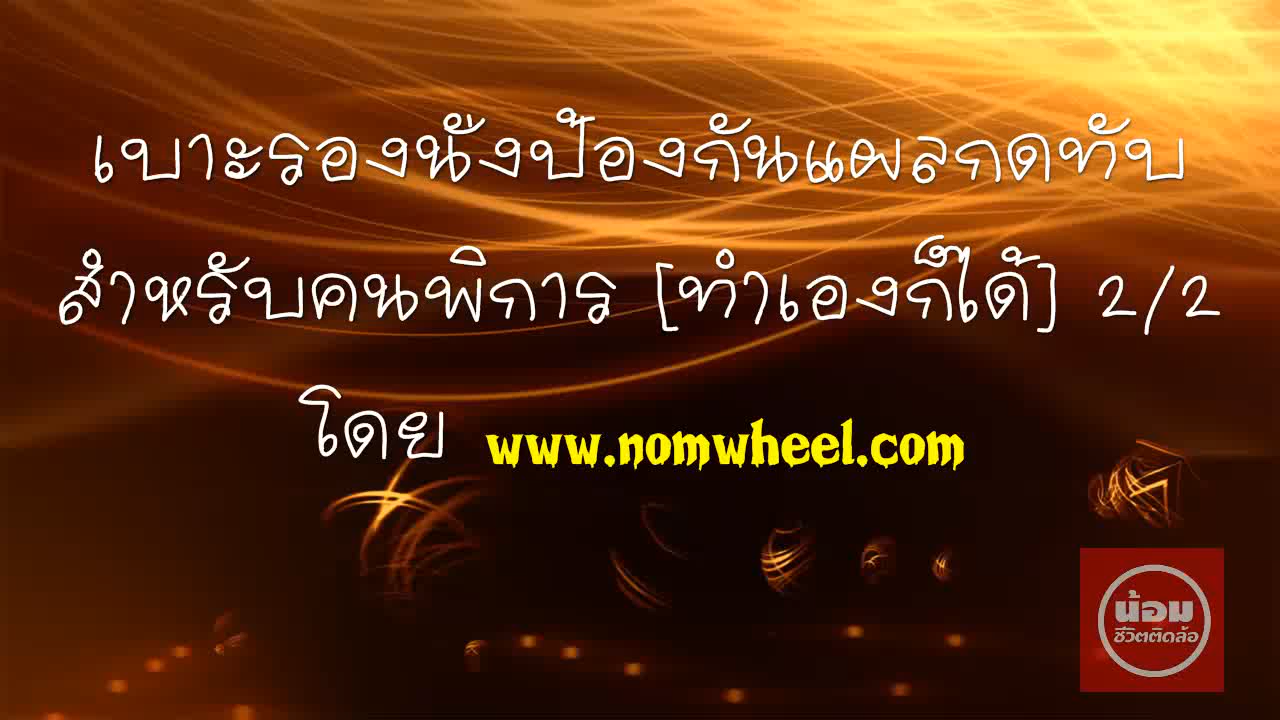 เบาะรองนั่งป้องกันแผลกดทับ
สำหรับคนพิการ [ทำเองก็ได้] 2/2
โดย www.nomwheel.com
น้อม
ชีวิตติดล้อ